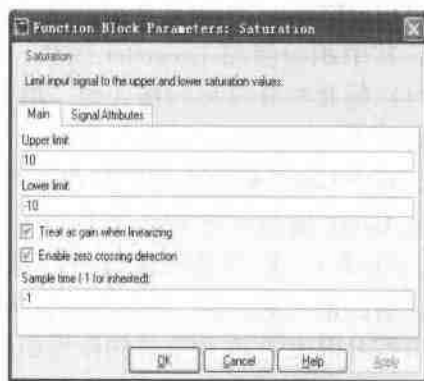 Function Block Parameters: Saturation
Saturation
Limit input signal to the upper and lower saturation values.
Main Signal Attributes
Upper limit:
10
Lower limit:
-10
Treat as gain when linearizing
Enable zero crossing detection
Sample time (-1 for inherited):
-1
OK Cancel Help Apply